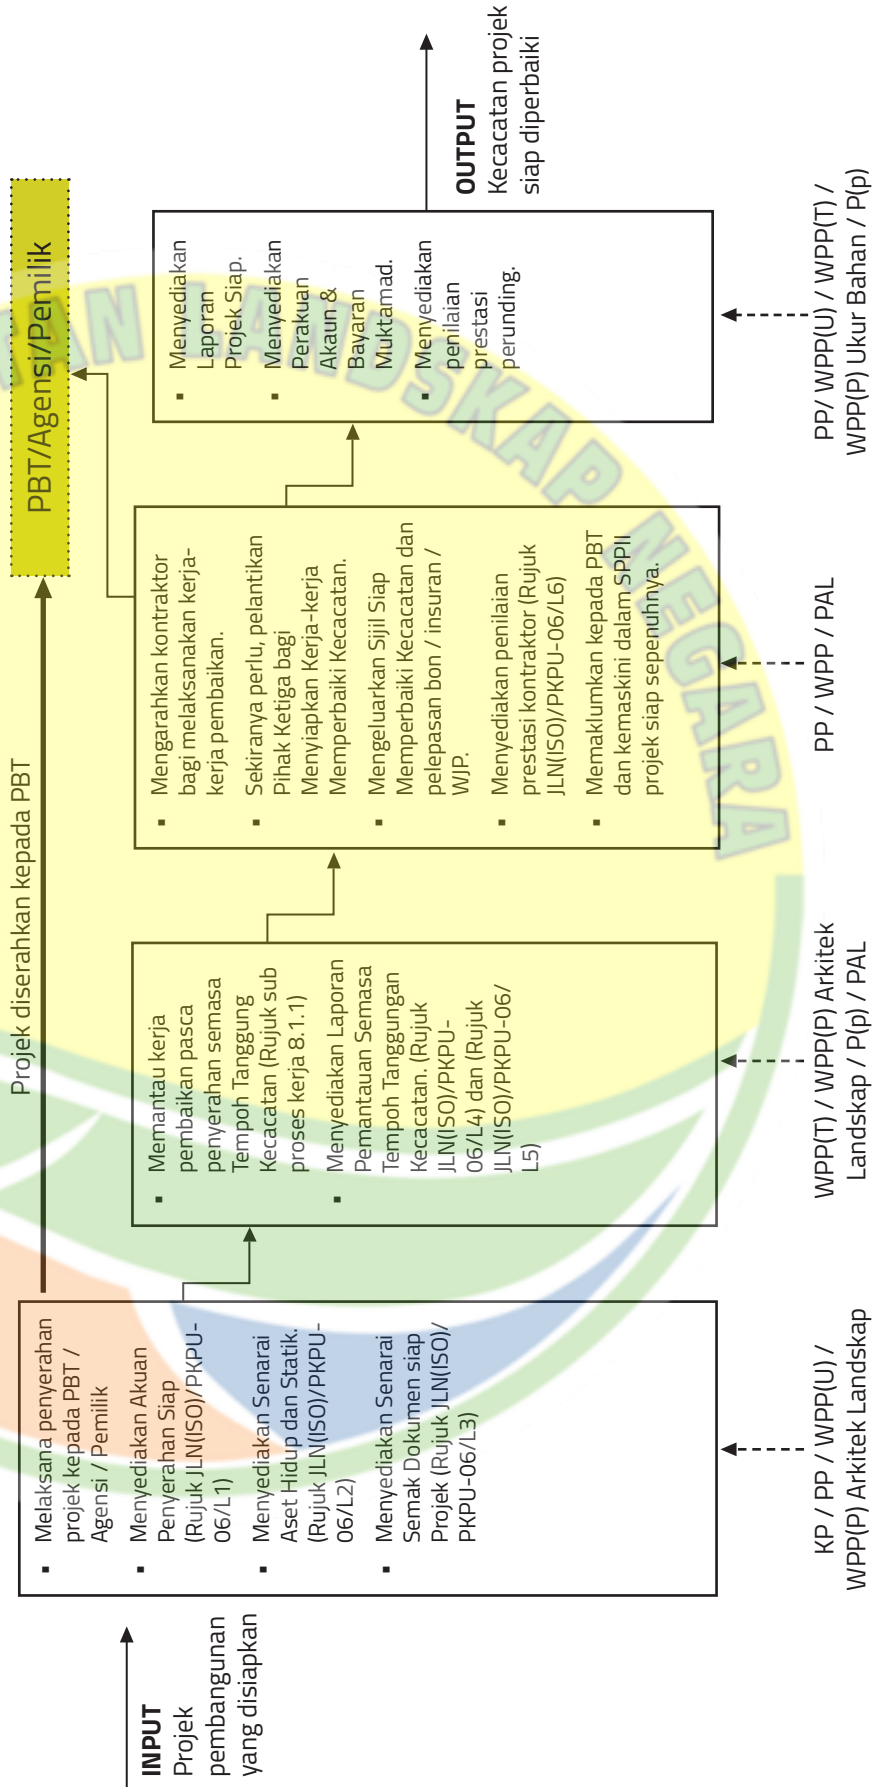 INPUT
Projek
pembangunan
yang disiapkan
▪ Melaksana penyerahan
projek kepada PBT /
Agensi / Pemilik
▪ Menyediakan Akuan
Penyerahan Siap
(Rujuk JLN(ISO)/PKPU-
06/L1)
▪ Menyediakan Senarai
Aset Hidup dan Statik.
(Rujuk JLN(ISO)/PKPU-
06/L2)
▪ Menyediakan Senarai
Semak Dokumen siap
Projek (Rujuk JLN(ISO)/
PKPU-06/L3)
KP / PP / WPP(U) /
WPP(P) Arkitek Landskap
Projek diserahkan kepada PBT
▪ Memantau kerja
pembaikan pasca
penyerahan semasa
Tempoh Tanggung
Kecacatan (Rujuk sub
proses kerja 8.1.1)
▪ Menyediakan Laporan
Pemantauan Semasa
Tempoh Tanggungan
Kecacatan. (Rujuk
JLN(ISO)/PKPU-
06/L4) dan (Rujuk
JLN(ISO)/PKPU-06/
L5)
WPP(T) / WPP(P) Arkitek
Landskap / P(p) / PAL
▪ Mengarahkan kontraktor
bagi melaksanakan kerja-
kerja pembaikan.
▪ Sekiranya perlu, pelantikan
Pihak Ketiga bagi
Menyiapkan Kerja-kerja
Memperbaiki Kecacatan.
▪ Mengeluarkan Sijil Siap
Memperbaiki Kecacatan dan
pelepasan bon / insuran /
WJP.
▪ Menyediakan penilaian
prestasi kontraktor (Rujuk
JLN(ISO)/PKPU-06/L6)
▪ Memaklumkan kepada PBT
dan kemaskini dalam SPPII
projek siap sepenuhnya.
PP / WPP / PAL
PBT/Agensi/Pemilik
▪ Menyediakan
Laporan
Projek Siap.
▪ Menyediakan
Perakuan
Akaun &
Bayaran
Muktamad.
▪ Menyediakan
penilaian
prestasi
perunding.
PP/ WPP(U) / WPP(T) /
WPP(P) Ukur Bahan / P(p)
OUTPUT
Kecacatan projek
siap diperbaiki
TAN LANDSKAP NEGARA